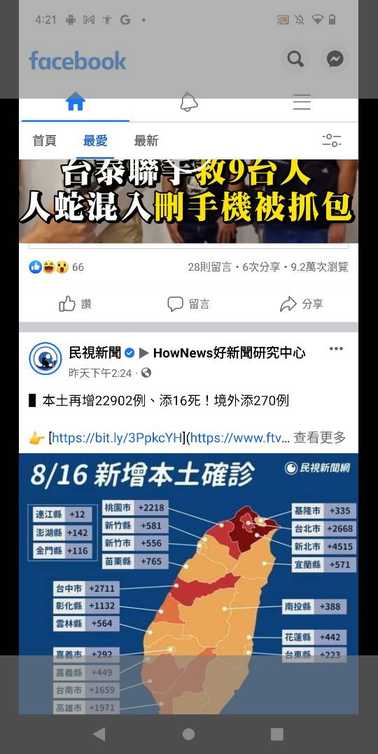 4:21
facebook
首頁 最愛 最新
台泰聯手救9台人
人蛇混入刪手機被抓包
66
28則留言・6次分享・9.2萬次瀏覽
讚 留言 分享
民視新聞 ▶ HowNews好新聞研究中心
昨天下午2:24・
▋本土再增22902例、添16死！境外添270例
👉 [https://bit.ly/3PpkcYH](https://www.ftv… 查看更多
8/16 新增本土確診
民視新聞網
連江縣 +12
澎湖縣 +142
金門縣 +116
桃園市 +2218
新竹縣 +581
新竹市 +556
苗栗縣 +765
基隆市 +335
台北市 +2668
新北市 +4515
宜蘭縣 +571
台中市 +2711
彰化縣 +1132
雲林縣 +564
南投縣 +388
花蓮縣 +442
台東縣 +223
嘉義市 +292
嘉義縣 +449
台南市 +1659
高雄市 +1971